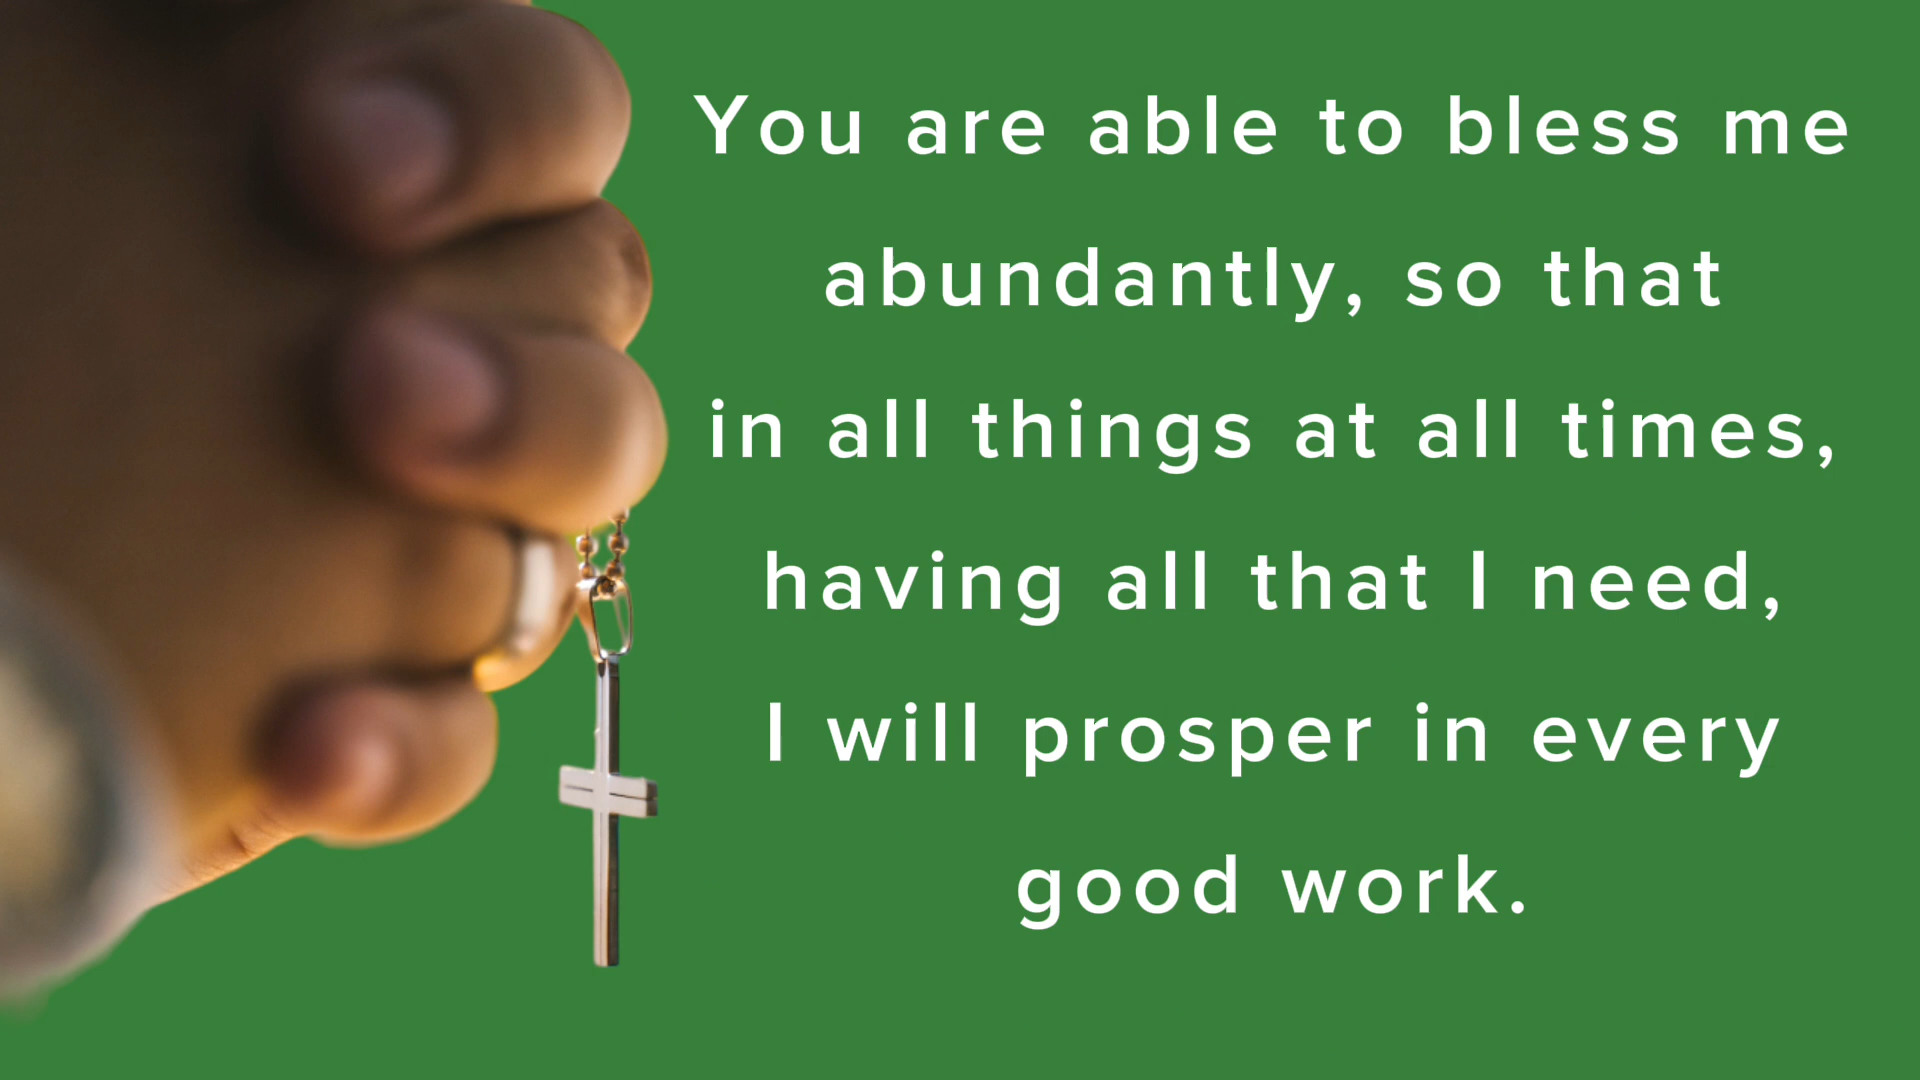 You are able to bless me
abundantly, so that
in all things at all times,
having all that I need,
I will prosper in every
good work.